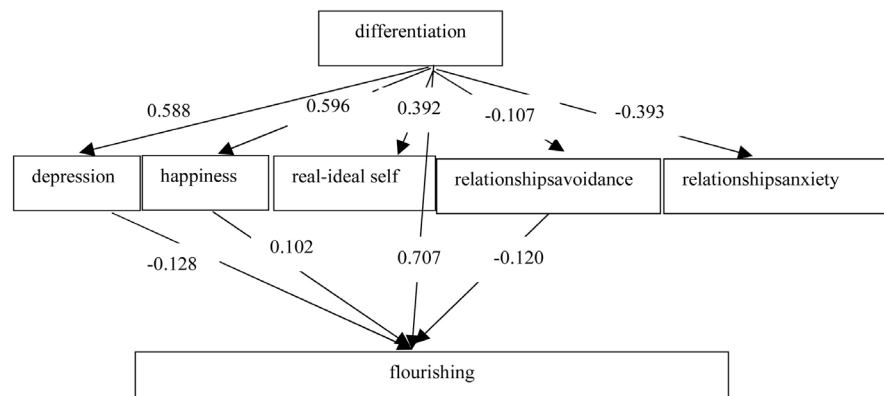 differentiation
0.588
0.596
0.392
-0.107
-0.393
depression
happiness
real-ideal self
relationshipsavoidance
relationshipsanxiety
-0.128
0.102
0.707
-0.120
flourishing